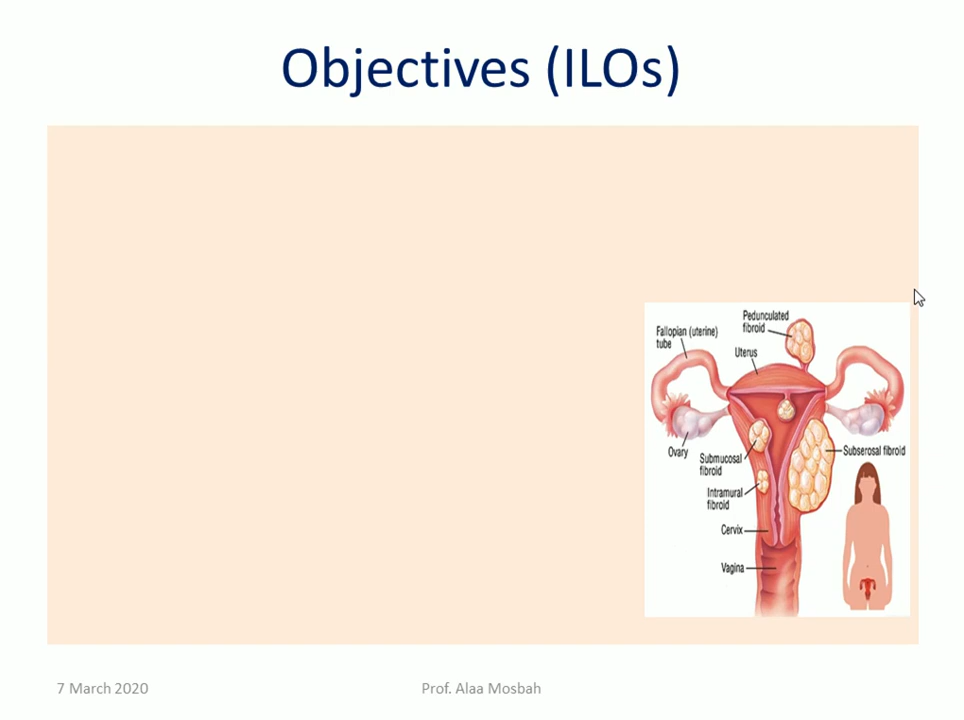 Objectives (ILOs)
Pedunculated
fibroid
Fallopian (uterine)
tube
Uterus
Ovary
Submucosal
fibroid
Subserosal fibroid
Intramural
fibroid
Cervix
Vagina
7 March 2020
Prof. Alaa Mosbah